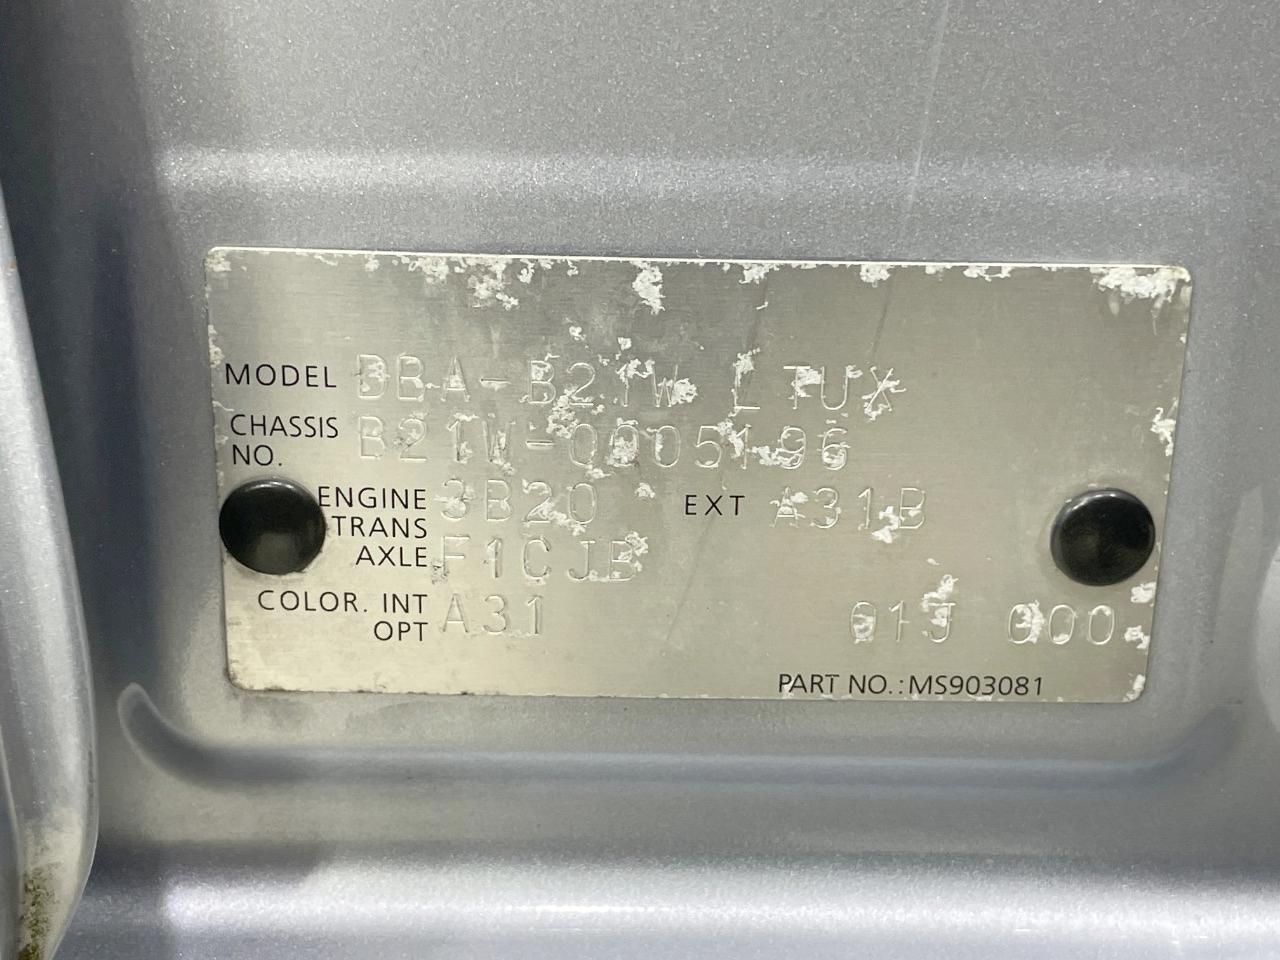 MODEL DBA-B21W LTUX
CHASSIS NO. B21W-0005196
ENGINE 3B20 EXT A31B
TRANS AXLE F1CJB
COLOR. INT OPT A31 01J 000
PART NO.: MS903081